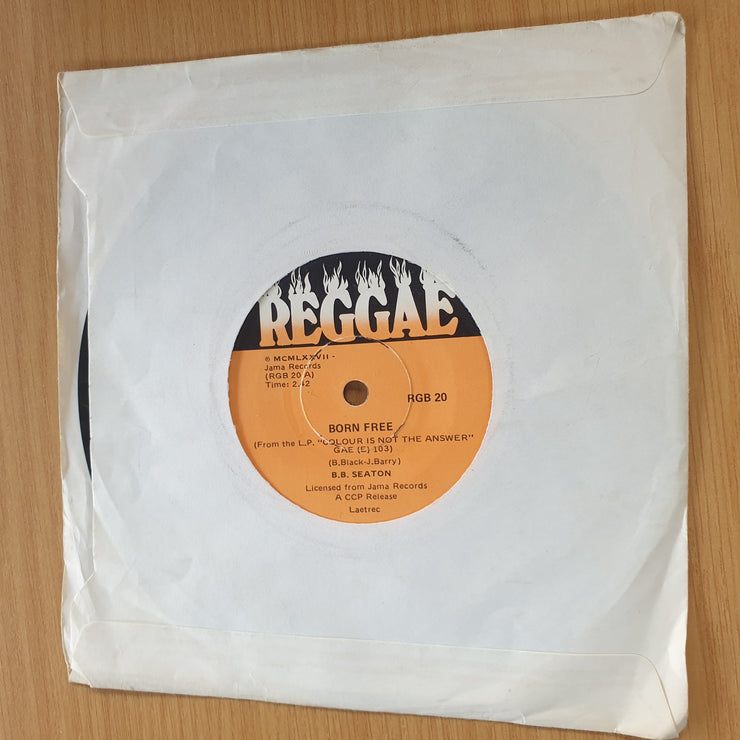 REGGAE
℗ MCMLXXVII -
Jama Records
(RGB 20 A)
Time: 2.42
RGB 20
BORN FREE
(From the L.P. "COLOUR IS NOT THE ANSWER"
GAE (E) 103)
(B.Black-J.Barry)
B.B. SEATON
Licensed from Jama Records
A CCP Release
Laetrec